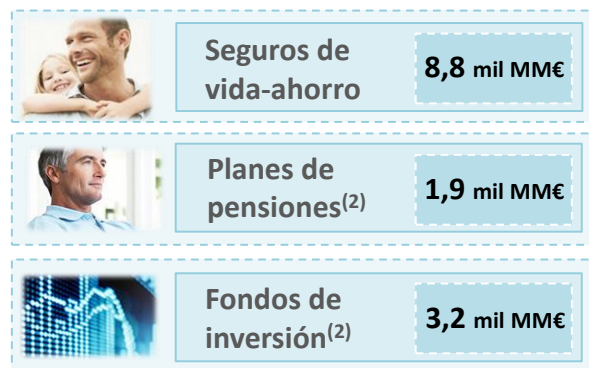 Seguros de
vida-ahorro
8,8 mil MM€
Planes de
pensiones(2)
1,9 mil MM€
Fondos de
inversión(2)
3,2 mil MM€